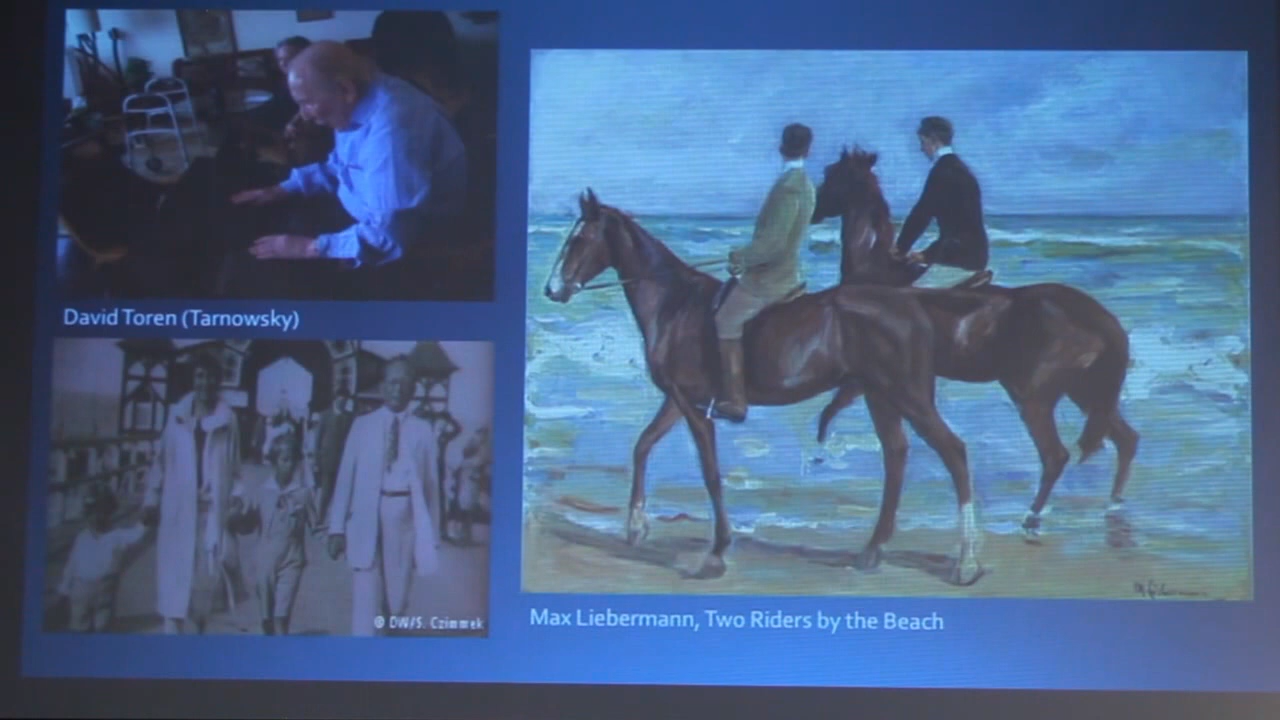 David Toren (Tarnowsky)
© DW/S. Czimmek
Max Liebermann, Two Riders by the Beach